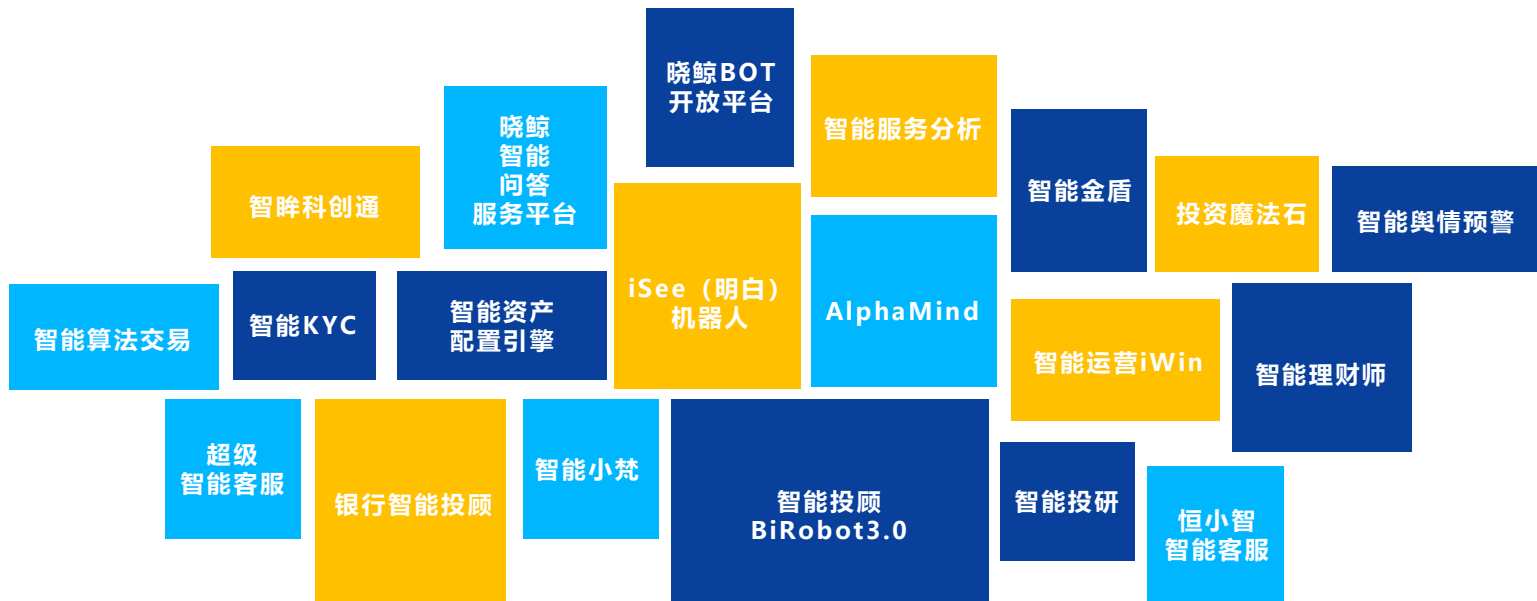 晓鲸BOT
开放平台
智能服务分析
晓鲸
智能
问答
服务平台
智能金盾
智眸科创通
投资魔法石
智能舆情预警
iSee（明白）
机器人
AlphaMind
智能算法交易
智能KYC
智能资产
配置引擎
智能运营iWin
智能理财师
超级
智能客服
银行智能投顾
智能小梵
智能投顾
BiRobot3.0
智能投研
恒小智
智能客服